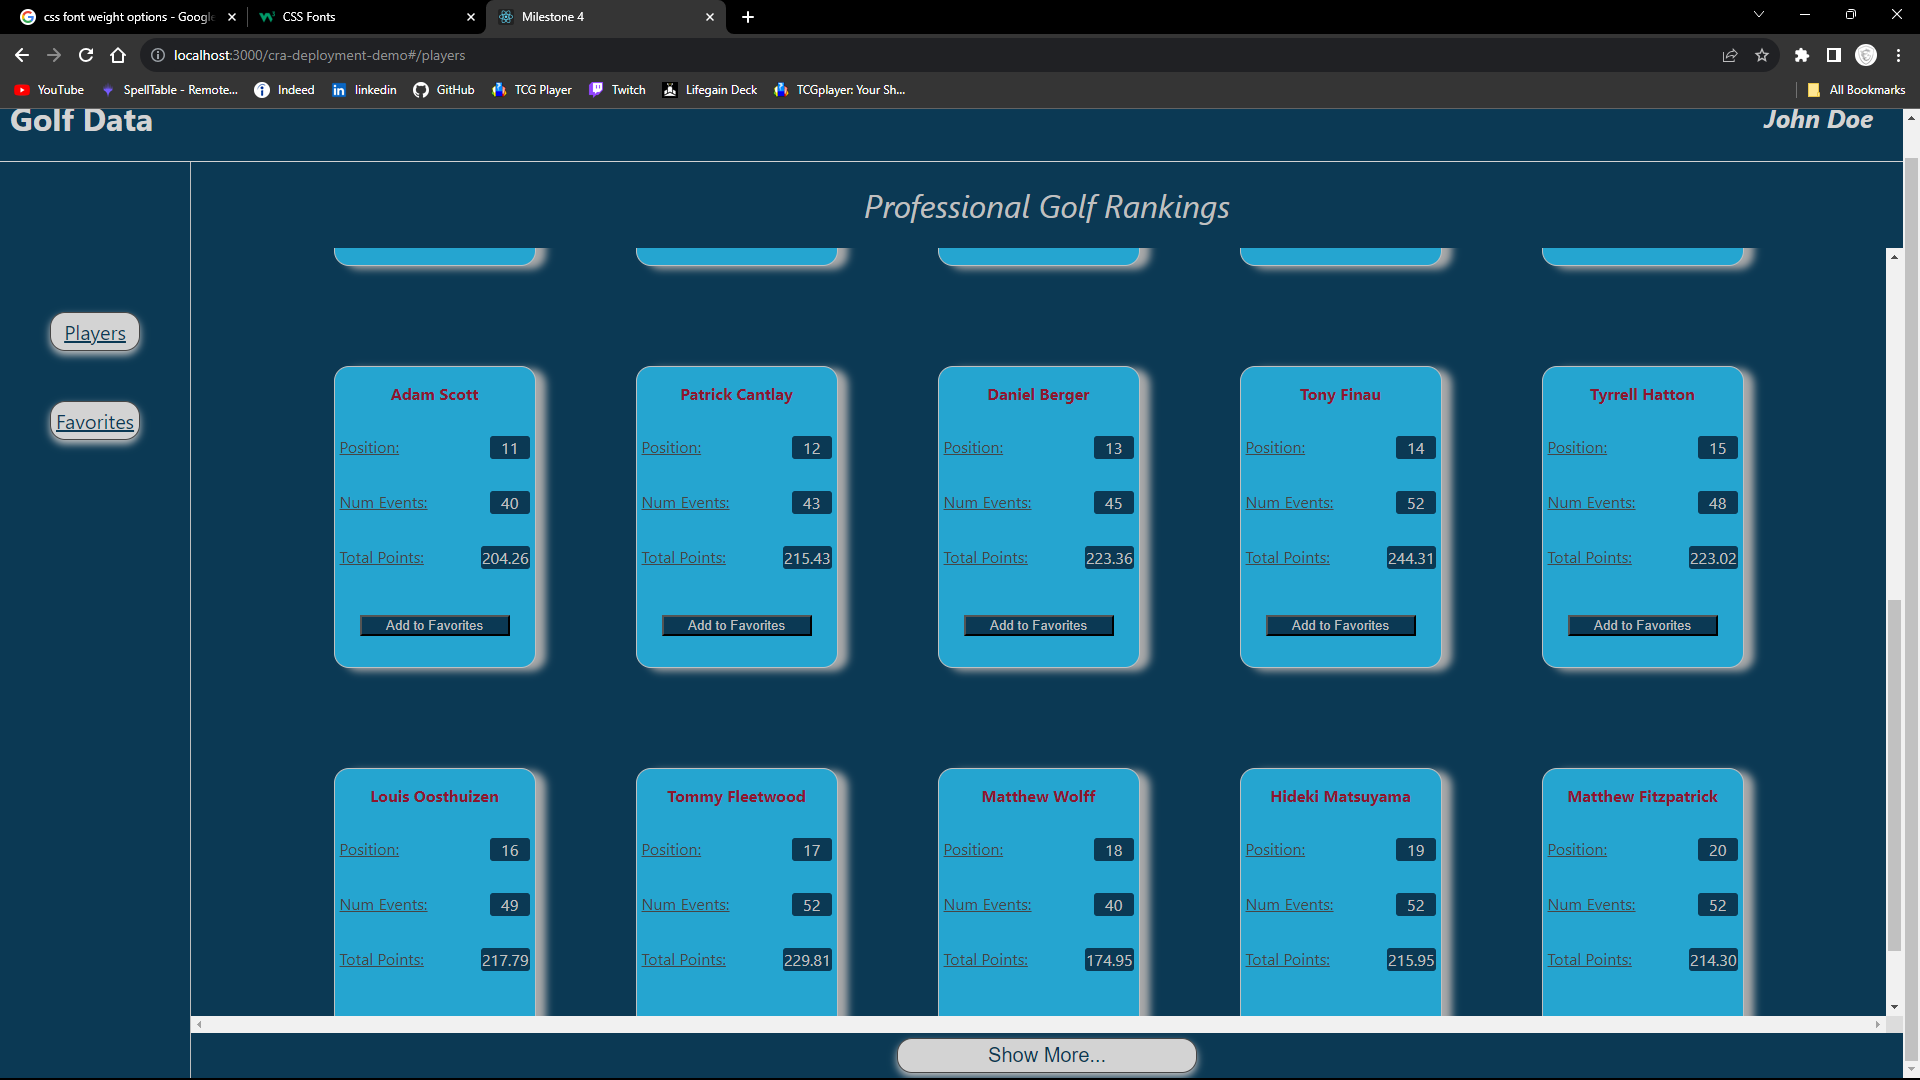 css font weight options - Google
CSS Fonts
Milestone 4
localhost:3000/cra-deployment-demo#/players
YouTube
SpellTable - Remote...
Indeed
linkedin
GitHub
TCG Player
Twitch
Lifegain Deck
TCGplayer: Your Sh...
All Bookmarks
Golf Data
John Doe
Professional Golf Rankings
Players
Favorites
Adam Scott
Position: 11
Num Events: 40
Total Points: 204.26
Add to Favorites
Patrick Cantlay
Position: 12
Num Events: 43
Total Points: 215.43
Add to Favorites
Daniel Berger
Position: 13
Num Events: 45
Total Points: 223.36
Add to Favorites
Tony Finau
Position: 14
Num Events: 52
Total Points: 244.31
Add to Favorites
Tyrrell Hatton
Position: 15
Num Events: 48
Total Points: 223.02
Add to Favorites
Louis Oosthuizen
Position: 16
Num Events: 49
Total Points: 217.79
Tommy Fleetwood
Position: 17
Num Events: 52
Total Points: 229.81
Matthew Wolff
Position: 18
Num Events: 40
Total Points: 174.95
Hideki Matsuyama
Position: 19
Num Events: 52
Total Points: 215.95
Matthew Fitzpatrick
Position: 20
Num Events: 52
Total Points: 214.30
Show More...